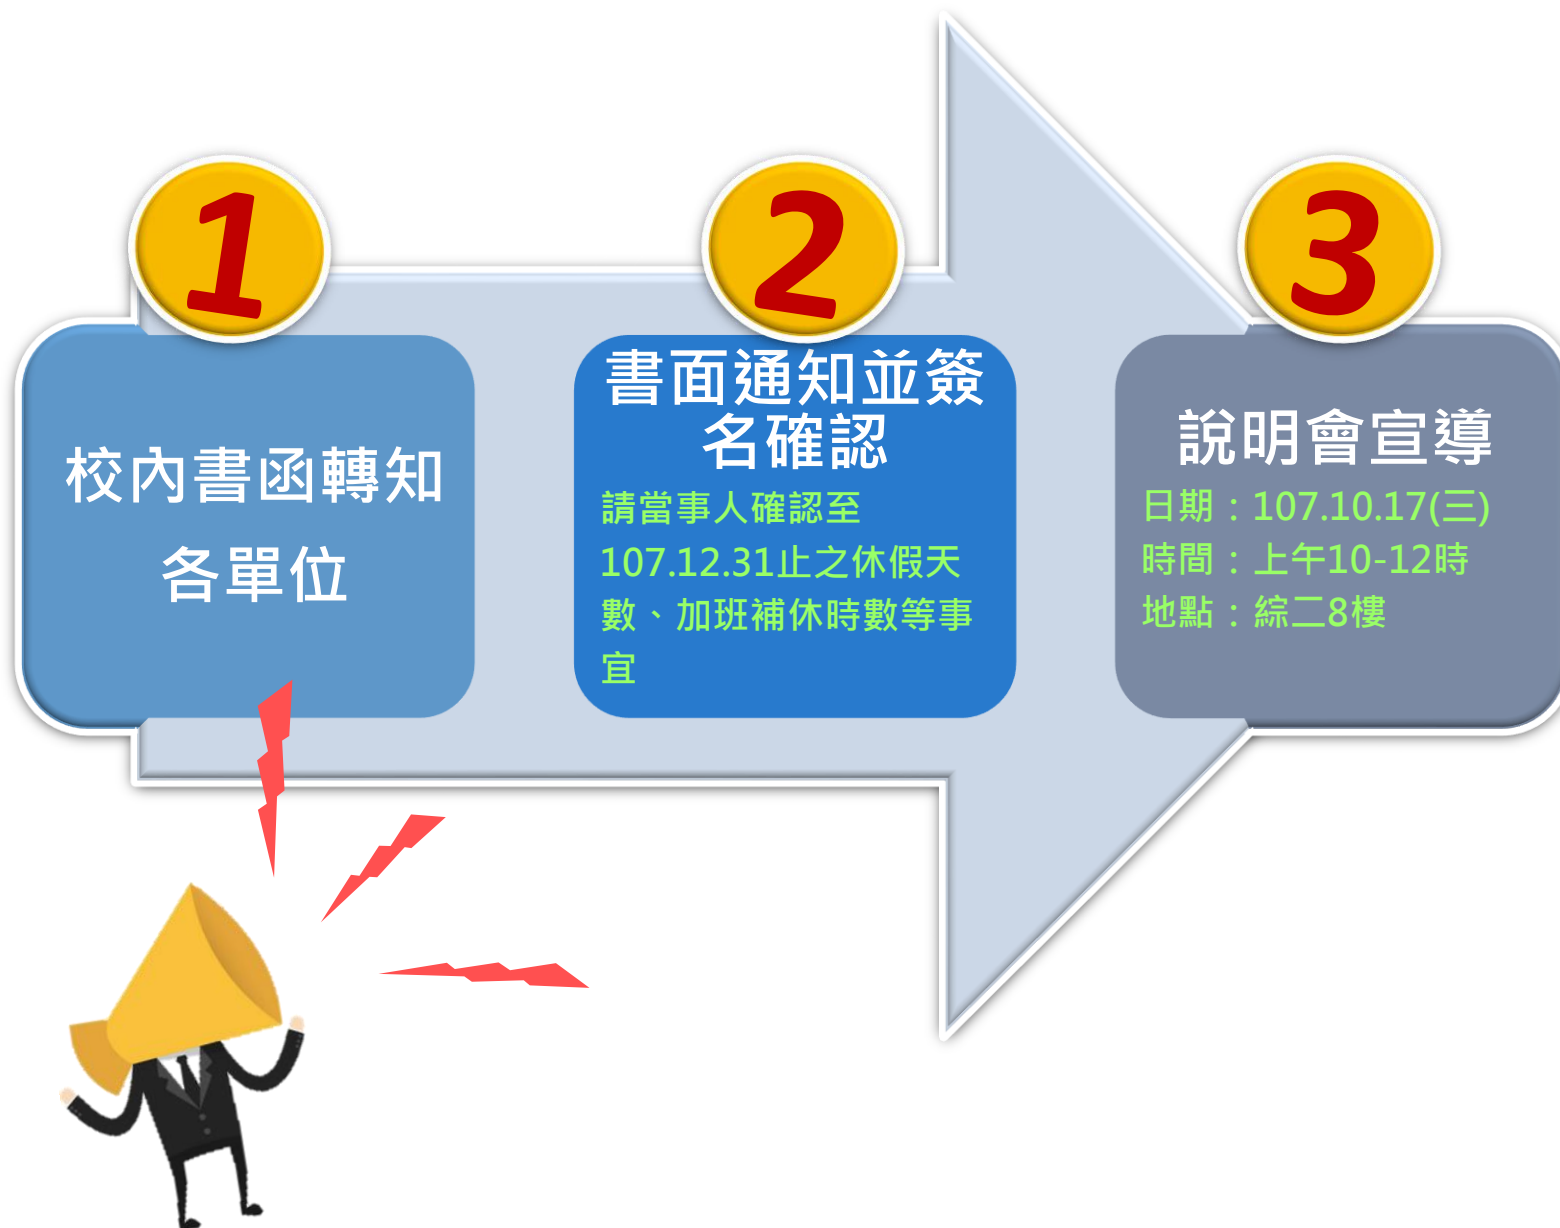 1
校內書函轉知
各單位
2
書面通知並簽
名確認
請當事人確認至
107.12.31止之休假天
數、加班補休時數等事
宜
3
說明會宣導
日期：107.10.17(三)
時間：上午10-12時
地點：綜二8樓